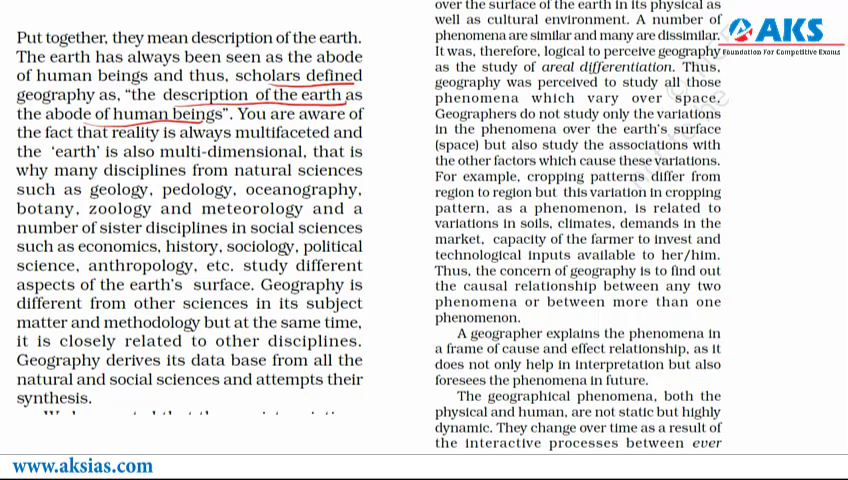 Put together, they mean description of the earth.
The earth has always been seen as the abode
of human beings and thus, scholars defined
geography as, “the description of the earth as
the abode of human beings”. You are aware of
the fact that reality is always multifaceted and
the ‘earth’ is also multi-dimensional, that is
why many disciplines from natural sciences
such as geology, pedology, oceanography,
botany, zoology and meteorology and a
number of sister disciplines in social sciences
such as economics, history, sociology, political
science, anthropology, etc. study different
aspects of the earth’s surface. Geography is
different from other sciences in its subject
matter and methodology but at the same time,
it is closely related to other disciplines.
Geography derives its data base from all the
natural and social sciences and attempts their
synthesis.
over the surface of the earth in its physical as
well as cultural environment. A number of
phenomena are similar and many are dissimilar.
It was, therefore, logical to perceive geography
as the study of areal differentiation. Thus,
geography was perceived to study all those
phenomena which vary over space.
Geographers do not study only the variations
in the phenomena over the earth’s surface
(space) but also study the associations with
the other factors which cause these variations.
For example, cropping patterns differ from
region to region but this variation in cropping
pattern, as a phenomenon, is related to
variations in soils, climates, demands in the
market, capacity of the farmer to invest and
technological inputs available to her/him.
Thus, the concern of geography is to find out
the causal relationship between any two
phenomena or between more than one
phenomenon.
A geographer explains the phenomena in
a frame of cause and effect relationship, as it
does not only help in interpretation but also
foresees the phenomena in future.
The geographical phenomena, both the
physical and human, are not static but highly
dynamic. They change over time as a result of
the interactive processes between ever
AKS
Foundation For Competitive Exams
www.aksias.com